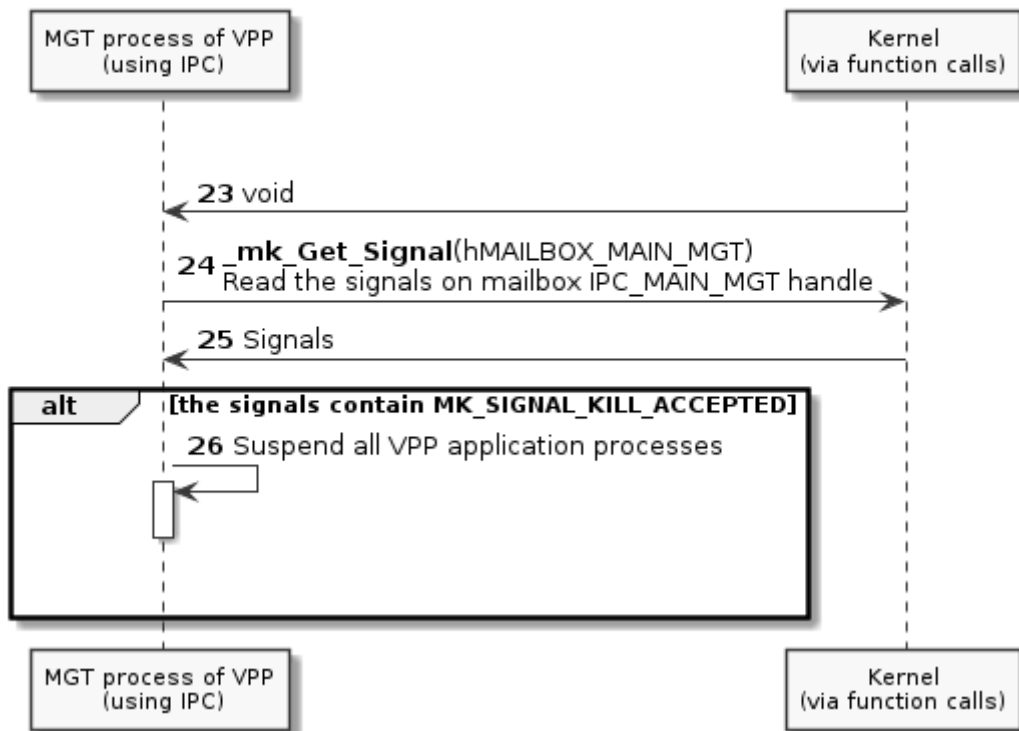 MGT process of VPP
(using IPC)
Kernel
(via function calls)
23 void
24 _mk_Get_Signal(hMAILBOX_MAIN_MGT)
Read the signals on mailbox IPC_MAIN_MGT handle
25 Signals
alt [the signals contain MK_SIGNAL_KILL_ACCEPTED]
26 Suspend all VPP application processes
MGT process of VPP
(using IPC)
Kernel
(via function calls)